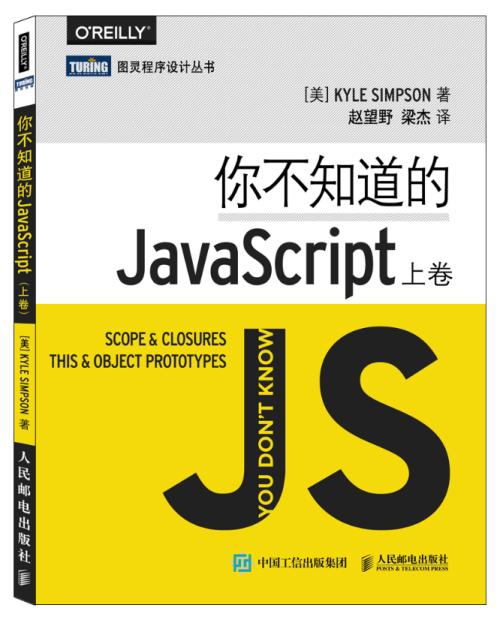 O'REILLY®
TURING 图灵程序设计丛书
[美] KYLE SIMPSON 著
赵望野 梁杰 译
你不知道的
JavaScript 上卷
SCOPE & CLOSURES
THIS & OBJECT PROTOTYPES
YOU DON'T KNOW
JS
中国工信出版集团
人民邮电出版社
POSTS & TELECOM PRESS
O'REILLY®
TURING
你不知道的JavaScript(上卷)
[美] KYLE SIMPSON 著
人民邮电出版社